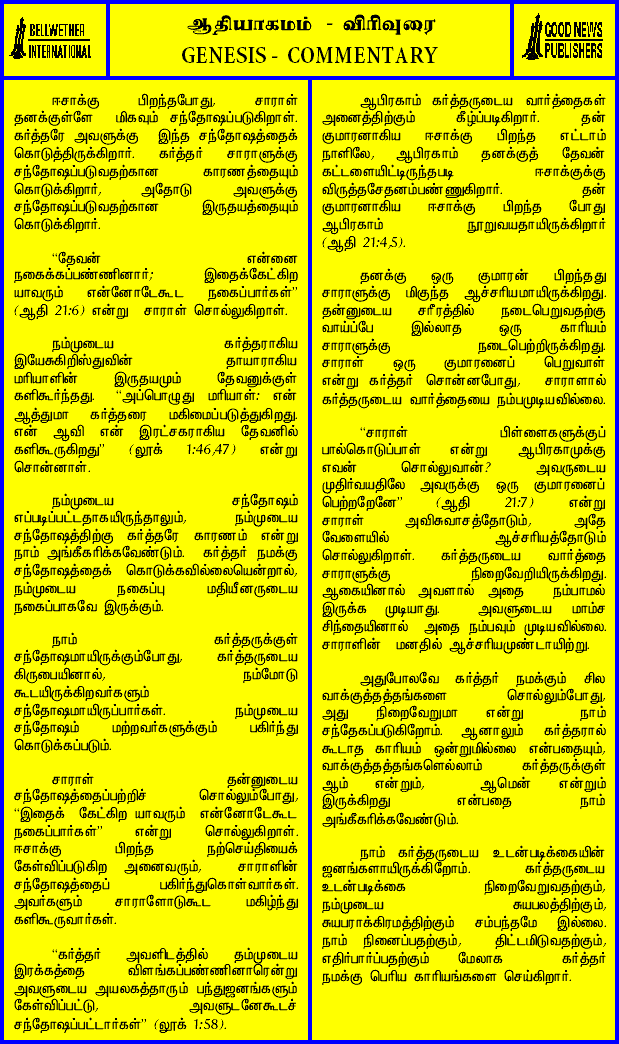 BELLWETHER
INTERNATIONAL
ஆதியாகமம் - விரிவுரை
GENESIS - COMMENTARY
GOOD NEWS
PUBLISHERS
ஈசாக்கு பிறந்தபோது, சாராள்
தனக்குள்ளே மிகவும் சந்தோஷப்படுகிறாள்.
கர்த்தரே அவளுக்கு இந்த சந்தோஷத்தைக்
கொடுத்திருக்கிறார். கர்த்தர் சாராளுக்கு
சந்தோஷப்படுவதற்கான காரணத்தையும்
கொடுக்கிறார், அதோடு அவளுக்கு
சந்தோஷப்படுவதற்கான இருதயத்தையும்
கொடுக்கிறார்.
“தேவன் என்னை
நகைக்கப்பண்ணினார்; இதைக்கேட்கிற
யாவரும் என்னோடேகூட நகைப்பார்கள்”
(ஆதி 21:6) என்று சாராள் சொல்லுகிறாள்.
நம்முடைய கர்த்தராகிய
இயேசுகிறிஸ்துவின் தாயாராகிய
மரியாளின் இருதயமும் தேவனுக்குள்
களிகூர்ந்தது. “அப்பொழுது மரியாள்: என்
ஆத்துமா கர்த்தரை மகிமைப்படுத்துகிறது.
என் ஆவி என் இரட்சகராகிய தேவனில்
களிகூருகிறது” (லூக் 1:46,47) என்று
சொன்னாள்.
நம்முடைய சந்தோஷம்
எப்படிப்பட்டதாகயிருந்தாலும், நம்முடைய
சந்தோஷத்திற்கு கர்த்தரே காரணம் என்று
நாம் அங்கீகரிக்கவேண்டும். கர்த்தர் நமக்கு
சந்தோஷத்தைக் கொடுக்கவில்லையென்றால்,
நம்முடைய நகைப்பு மதியீனருடைய
நகைப்பாகவே இருக்கும்.
நாம் கர்த்தருக்குள்
சந்தோஷமாயிருக்கும்போது, கர்த்தருடைய
கிருபையினால், நம்மோடு
கூடயிருக்கிறவர்களும்
சந்தோஷமாயிருப்பார்கள். நம்முடைய
சந்தோஷம் மற்றவர்களுக்கும் பகிர்ந்து
கொடுக்கப்படும்.
சாராள் தன்னுடைய
சந்தோஷத்தைப்பற்றிச் சொல்லும்போது,
“இதைக் கேட்கிற யாவரும் என்னோடேகூட
நகைப்பார்கள்” என்று சொல்லுகிறாள்.
ஈசாக்கு பிறந்த நற்செய்தியைக்
கேள்விப்படுகிற அனைவரும், சாராளின்
சந்தோஷத்தைப் பகிர்ந்துகொள்வார்கள்.
அவர்களும் சாராளோடுகூட மகிழ்ந்து
களிகூருவார்கள்.
“கர்த்தர் அவளிடத்தில் தம்முடைய
இரக்கத்தை விளங்கப்பண்ணினாரென்று
அவளுடைய அயலகத்தாரும் பந்துஜனங்களும்
கேள்விப்பட்டு, அவளுடனேகூடச்
சந்தோஷப்பட்டார்கள்” (லூக் 1:58).
ஆபிரகாம் கர்த்தருடைய வார்த்தைகள்
அனைத்திற்கும் கீழ்ப்படிகிறார். தன்
குமாரனாகிய ஈசாக்கு பிறந்த எட்டாம்
நாளிலே, ஆபிரகாம் தனக்குத் தேவன்
கட்டளையிட்டிருந்தபடி ஈசாக்குக்கு
விருத்தசேதனம்பண்ணுகிறார். தன்
குமாரனாகிய ஈசாக்கு பிறந்த போது
ஆபிரகாம் நூறுவயதாயிருக்கிறார்
(ஆதி 21:4,5).
தனக்கு ஒரு குமாரன் பிறந்தது
சாராளுக்கு மிகுந்த ஆச்சரியமாயிருக்கிறது.
தன்னுடைய சரீரத்தில் நடைபெறுவதற்கு
வாய்ப்பே இல்லாத ஒரு காரியம்
சாராளுக்கு நடைபெற்றிருக்கிறது.
சாராள் ஒரு குமாரனைப் பெறுவாள்
என்று கர்த்தர் சொன்னபோது, சாராளால்
கர்த்தருடைய வார்த்தையை நம்பமுடியவில்லை.
“சாராள் பிள்ளைகளுக்குப்
பால்கொடுப்பாள் என்று ஆபிரகாமுக்கு
எவன் சொல்லுவான்? அவருடைய
முதிர்வயதிலே அவருக்கு ஒரு குமாரனைப்
பெற்றறேனே” (ஆதி 21:7) என்று
சாராள் அவிசுவாசத்தோடும், அதே
வேளையில் ஆச்சரியத்தோடும்
சொல்லுகிறாள். கர்த்தருடைய வார்த்தை
சாராளுக்கு நிறைவேறியிருக்கிறது.
ஆகையினால் அவளால் அதை நம்பாமல்
இருக்க முடியாது. அவளுடைய மாம்ச
சிந்தையினால் அதை நம்பவும் முடியவில்லை.
சாராளின் மனதில் ஆச்சரியமுண்டாயிற்று.
அதுபோலவே கர்த்தர் நமக்கும் சில
வாக்குத்தத்தங்களை சொல்லும்போது,
அது நிறைவேறுமா என்று நாம்
சந்தேகப்படுகிறோம். ஆனாலும் கர்த்தரால்
கூடாத காரியம் ஒன்றுமில்லை என்பதையும்,
வாக்குத்தத்தங்களெல்லாம் கர்த்தருக்குள்
ஆம் என்றும், ஆமென் என்றும்
இருக்கிறது என்பதை நாம்
அங்கீகரிக்கவேண்டும்.
நாம் கர்த்தருடைய உடன்படிக்கையின்
ஜனங்களாயிருக்கிறோம். கர்த்தருடைய
உடன்படிக்கை நிறைவேறுவதற்கும்,
நம்முடைய சுயபலத்திற்கும்,
சுயபராக்கிரமத்திற்கும் சம்பந்தமே இல்லை.
நாம் நினைப்பதற்கும், திட்டமிடுவதற்கும்,
எதிர்பார்ப்பதற்கும் மேலாக கர்த்தர்
நமக்கு பெரிய காரியங்களை செய்கிறார்.